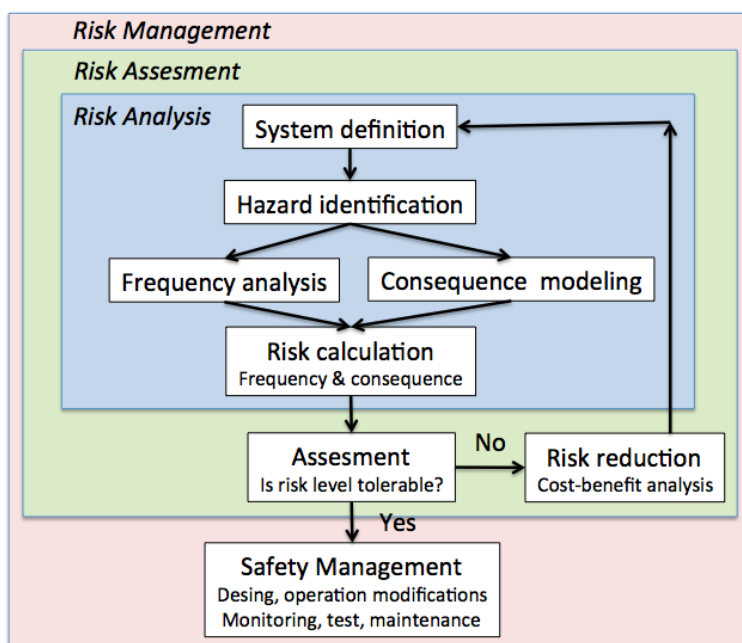 Risk Management
Risk Assesment
Risk Analysis
System definition
Hazard identification
Frequency analysis
Consequence modeling
Risk calculation
Frequency & consequence
Assesment
Is risk level tolerable?
No
Risk reduction
Cost-benefit analysis
Yes
Safety Management
Desing, operation modifications
Monitoring, test, maintenance